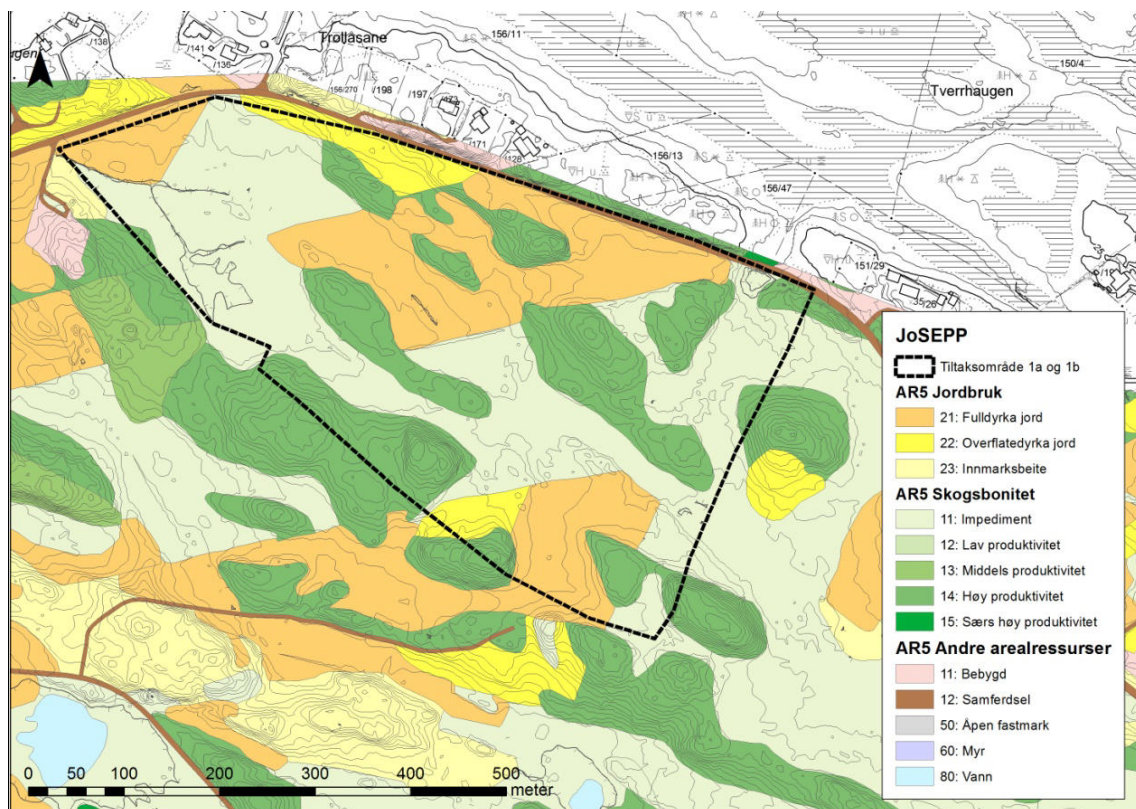 /138
/141
/136
Trollåsane
156/11
150/4
156/270
/198
/197
/171
/128
Tverrhaugen
156/13
156/47
151/29
35/26
JoSEPP
Tiltaksområde 1a og 1b
AR5 Jordbruk
21: Fulldyrka jord
22: Overflatedyrka jord
23: Innmarksbeite
AR5 Skogsbonitet
11: Impediment
12: Lav produktivitet
13: Middels produktivitet
14: Høy produktivitet
15: Særs høy produktivitet
AR5 Andre arealressurser
11: Bebygd
12: Samferdsel
50: Åpen fastmark
60: Myr
80: Vann
0 50 100 200 300 400 500
meter